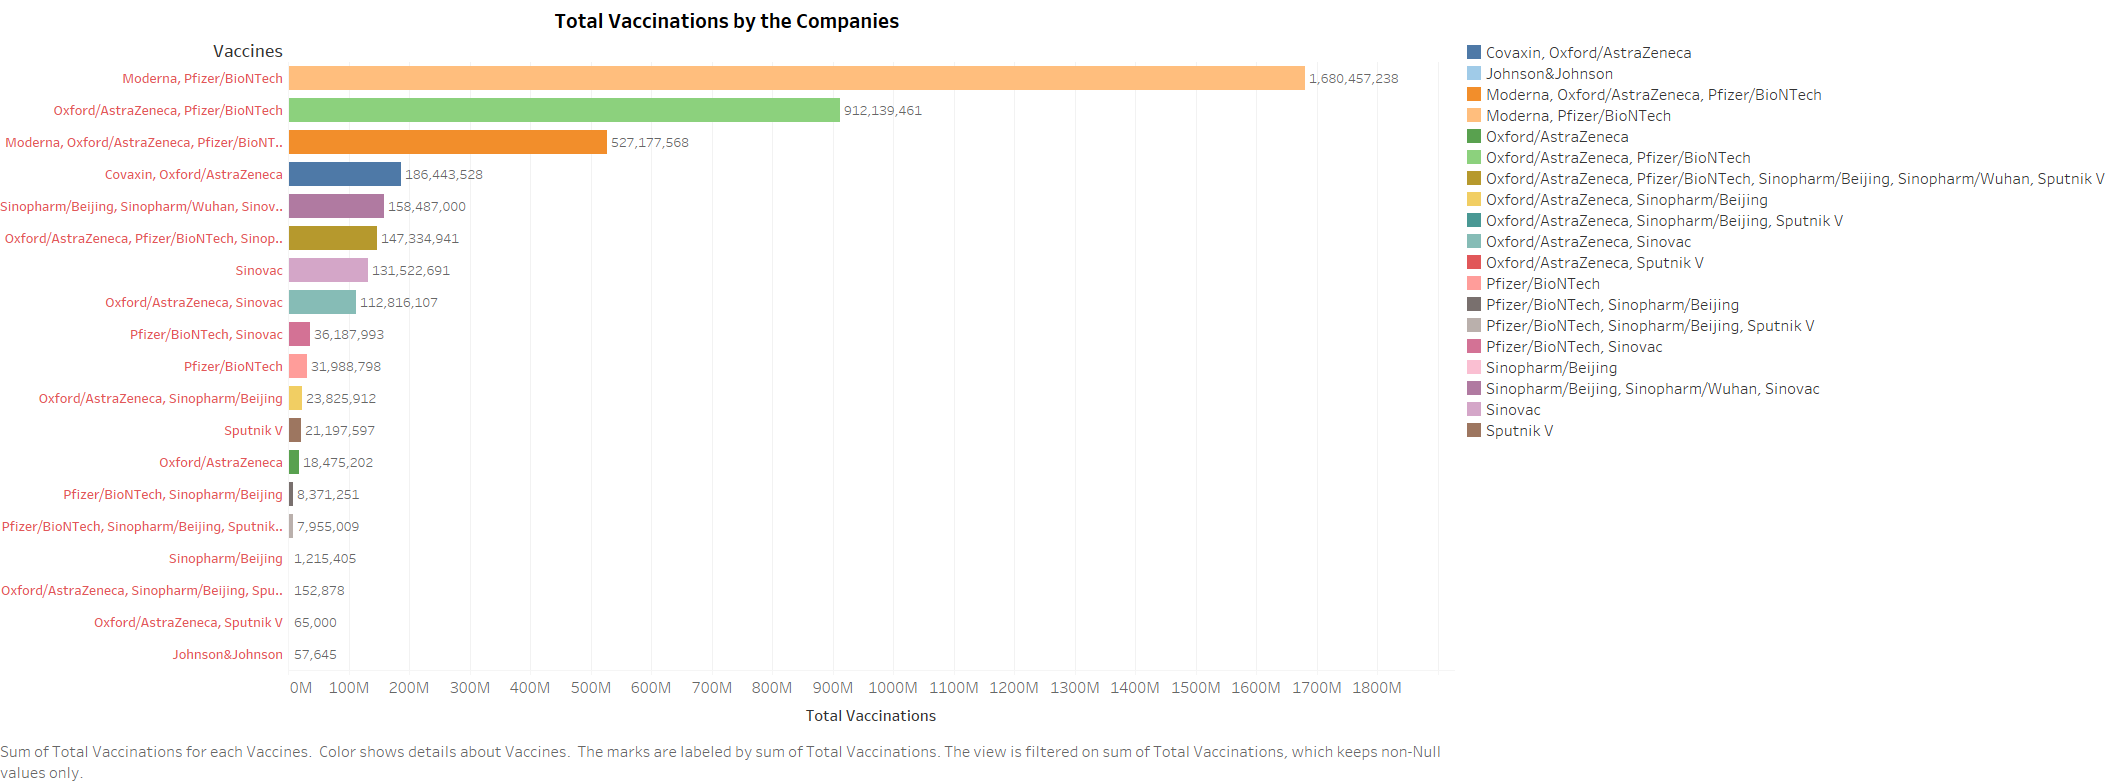 Total Vaccinations by the Companies
Vaccines
Moderna, Pfizer/BioNTech 1,680,457,238
Oxford/AstraZeneca, Pfizer/BioNTech 912,139,461
Moderna, Oxford/AstraZeneca, Pfizer/BioNT.. 527,177,568
Covaxin, Oxford/AstraZeneca 186,443,528
Sinopharm/Beijing, Sinopharm/Wuhan, Sinov.. 158,487,000
Oxford/AstraZeneca, Pfizer/BioNTech, Sinop.. 147,334,941
Sinovac 131,522,691
Oxford/AstraZeneca, Sinovac 112,816,107
Pfizer/BioNTech, Sinovac 36,187,993
Pfizer/BioNTech 31,988,798
Oxford/AstraZeneca, Sinopharm/Beijing 23,825,912
Sputnik V 21,197,597
Oxford/AstraZeneca 18,475,202
Pfizer/BioNTech, Sinopharm/Beijing 8,371,251
Pfizer/BioNTech, Sinopharm/Beijing, Sputnik.. 7,955,009
Sinopharm/Beijing 1,215,405
Oxford/AstraZeneca, Sinopharm/Beijing, Spu.. 152,878
Oxford/AstraZeneca, Sputnik V 65,000
Johnson&Johnson 57,645
0M 100M 200M 300M 400M 500M 600M 700M 800M 900M 1000M 1100M 1200M 1300M 1400M 1500M 1600M 1700M 1800M
Total Vaccinations
Covaxin, Oxford/AstraZeneca
Johnson&Johnson
Moderna, Oxford/AstraZeneca, Pfizer/BioNTech
Moderna, Pfizer/BioNTech
Oxford/AstraZeneca
Oxford/AstraZeneca, Pfizer/BioNTech
Oxford/AstraZeneca, Pfizer/BioNTech, Sinopharm/Beijing, Sinopharm/Wuhan, Sputnik V
Oxford/AstraZeneca, Sinopharm/Beijing
Oxford/AstraZeneca, Sinopharm/Beijing, Sputnik V
Oxford/AstraZeneca, Sinovac
Oxford/AstraZeneca, Sputnik V
Pfizer/BioNTech
Pfizer/BioNTech, Sinopharm/Beijing
Pfizer/BioNTech, Sinopharm/Beijing, Sputnik V
Pfizer/BioNTech, Sinovac
Sinopharm/Beijing
Sinopharm/Beijing, Sinopharm/Wuhan, Sinovac
Sinovac
Sputnik V
Sum of Total Vaccinations for each Vaccines.  Color shows details about Vaccines.  The marks are labeled by sum of Total Vaccinations. The view is filtered on sum of Total Vaccinations, which keeps non-Null
values only.